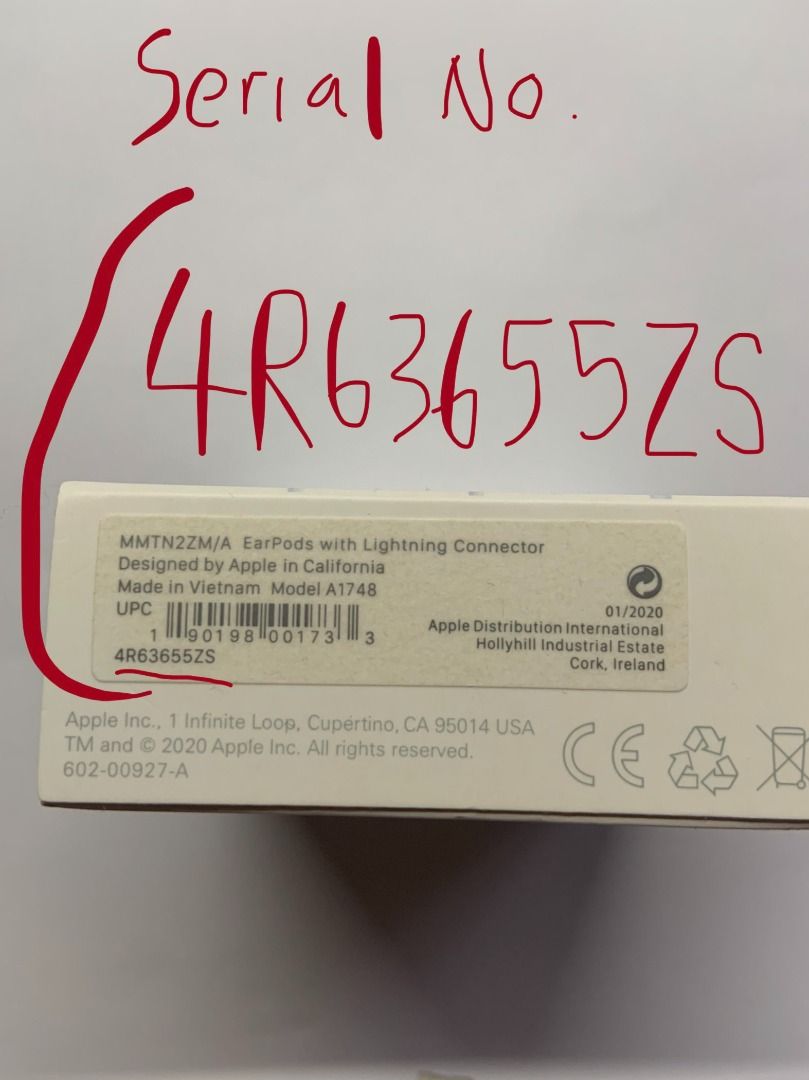 Serial No.
4R63655ZS
MMTN2ZM/A EarPods with Lightning Connector
Designed by Apple in California
Made in Vietnam Model A1748
UPC
1 90198 00173 3
4R63655ZS
01/2020
Apple Distribution International
Hollyhill Industrial Estate
Cork, Ireland
Apple Inc., 1 Infinite Loop, Cupertino, CA 95014 USA
TM and © 2020 Apple Inc. All rights reserved.
602-00927-A
CE